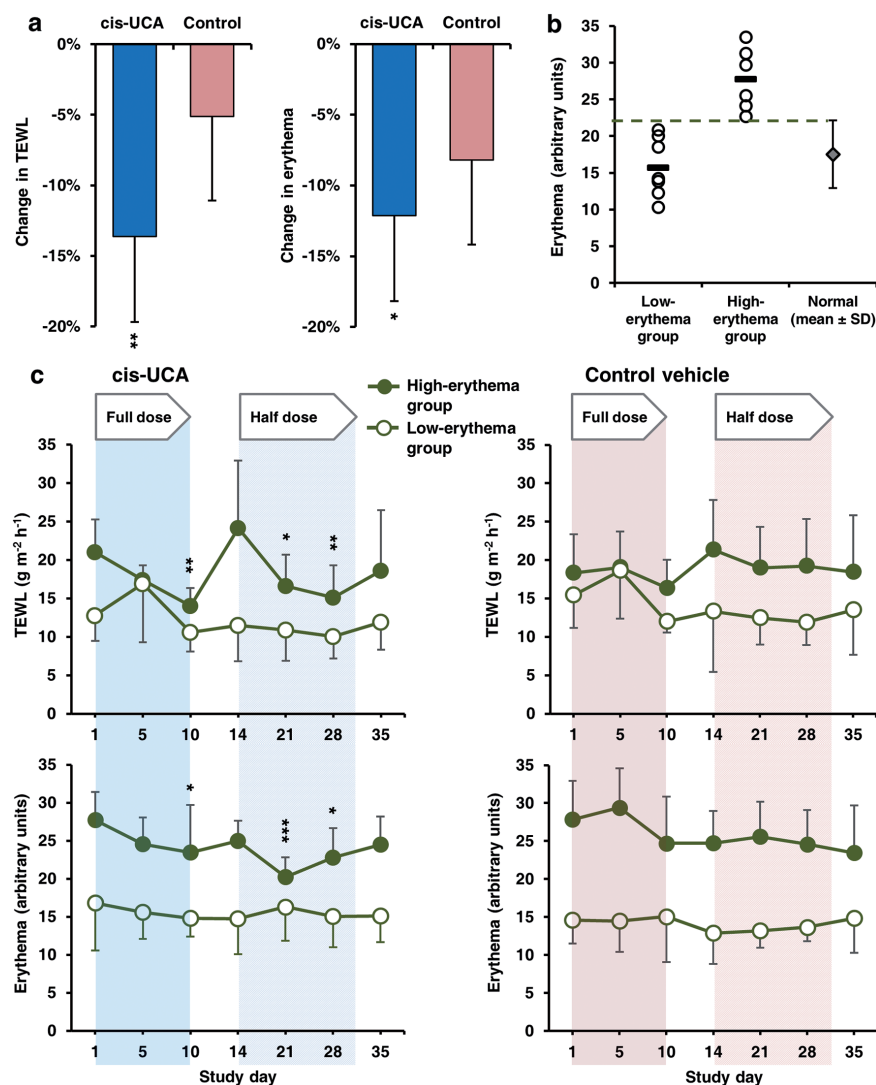 a
cis-UCA Control
0%
-5%
-10%
-15%
-20%
Change in TEWL
**
cis-UCA Control
0%
-5%
-10%
-15%
-20%
Change in erythema
*
b
35
30
25
20
15
10
5
0
Erythema (arbitrary units)
Low-
erythema
group
High-
erythema
group
Normal
(mean ± SD)
c
cis-UCA
Full dose
Half dose
High-erythema
group
Low-erythema
group
Control vehicle
Full dose
Half dose
35
30
25
20
15
10
5
0
TEWL (g m-2 h-1)
**
*
**
1 5 10 14 21 28 35
35
30
25
20
15
10
5
0
TEWL (g m-2 h-1)
1 5 10 14 21 28 35
35
30
25
20
15
10
5
0
Erythema (arbitrary units)
*
***
*
1 5 10 14 21 28 35
Study day
35
30
25
20
15
10
5
0
Erythema (arbitrary units)
1 5 10 14 21 28 35
Study day